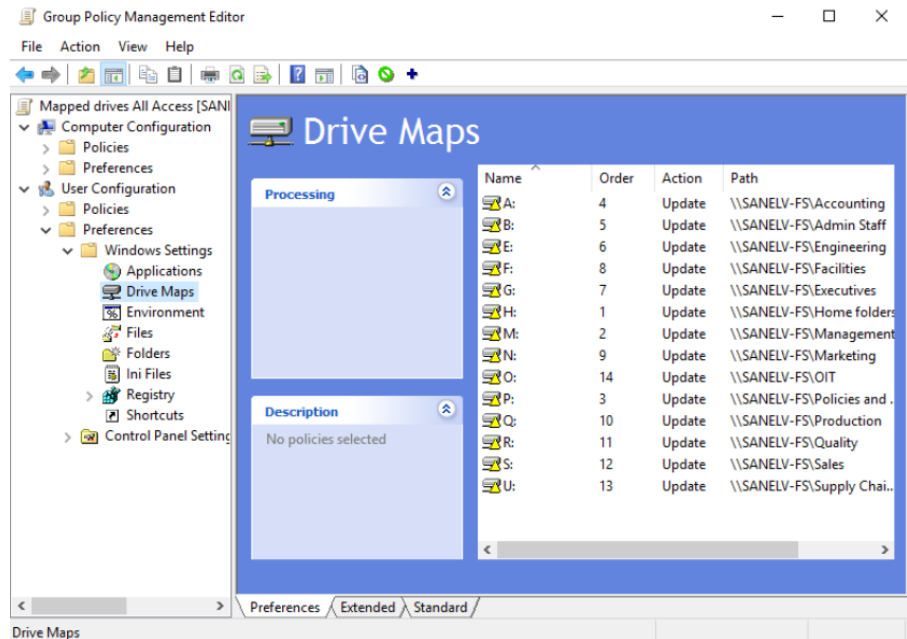 Group Policy Management Editor
File Action View Help
Mapped drives All Access [SANI
Computer Configuration
Policies
Preferences
User Configuration
Policies
Preferences
Windows Settings
Applications
Drive Maps
Environment
Files
Folders
Ini Files
Registry
Shortcuts
Control Panel Setting
Drive Maps
Processing
Description
No policies selected
Name Order Action Path
A: 4 Update \\SANELV-FS\Accounting
B: 5 Update \\SANELV-FS\Admin Staff
E: 6 Update \\SANELV-FS\Engineering
F: 8 Update \\SANELV-FS\Facilities
G: 7 Update \\SANELV-FS\Executives
H: 1 Update \\SANELV-FS\Home folders
M: 2 Update \\SANELV-FS\Management
N: 9 Update \\SANELV-FS\Marketing
O: 14 Update \\SANELV-FS\OIT
P: 3 Update \\SANELV-FS\Policies and ..
Q: 10 Update \\SANELV-FS\Production
R: 11 Update \\SANELV-FS\Quality
S: 12 Update \\SANELV-FS\Sales
U: 13 Update \\SANELV-FS\Supply Chai..
Preferences Extended Standard
Drive Maps